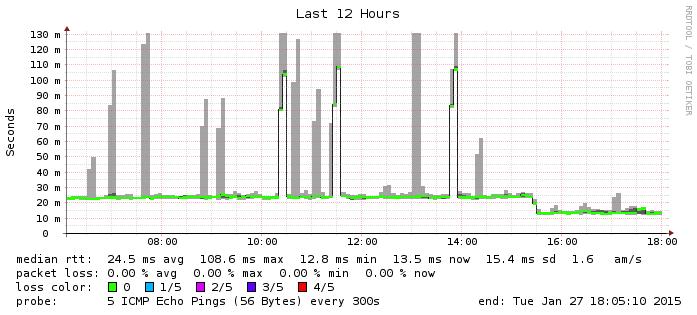 Last 12 Hours
RRDTOOL / TOBI OETIKER
Seconds
130 m
120 m
110 m
100 m
90 m
80 m
70 m
60 m
50 m
40 m
30 m
20 m
10 m
0
08:00 10:00 12:00 14:00 16:00 18:00
median rtt: 24.5 ms avg 108.6 ms max 12.8 ms min 13.5 ms now 15.4 ms sd 1.6 am/s
packet loss: 0.00 % avg 0.00 % max 0.00 % min 0.00 % now
loss color: 0 1/5 2/5 3/5 4/5
probe: 5 ICMP Echo Pings (56 Bytes) every 300s end: Tue Jan 27 18:05:10 2015